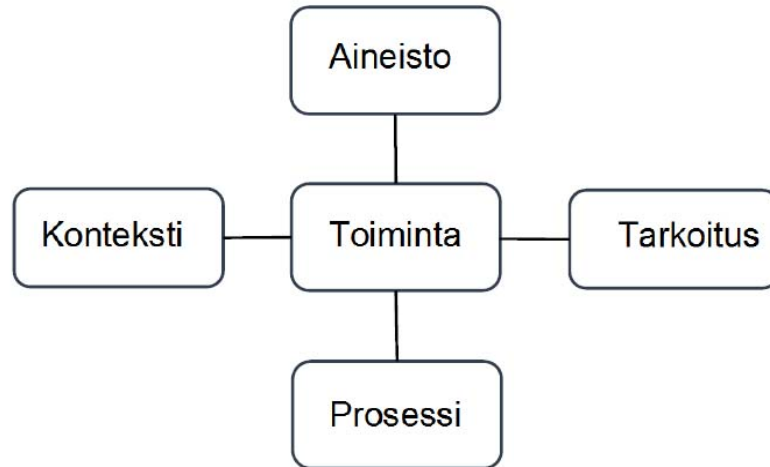 Aineisto
Konteksti
Toiminta
Tarkoitus
Prosessi